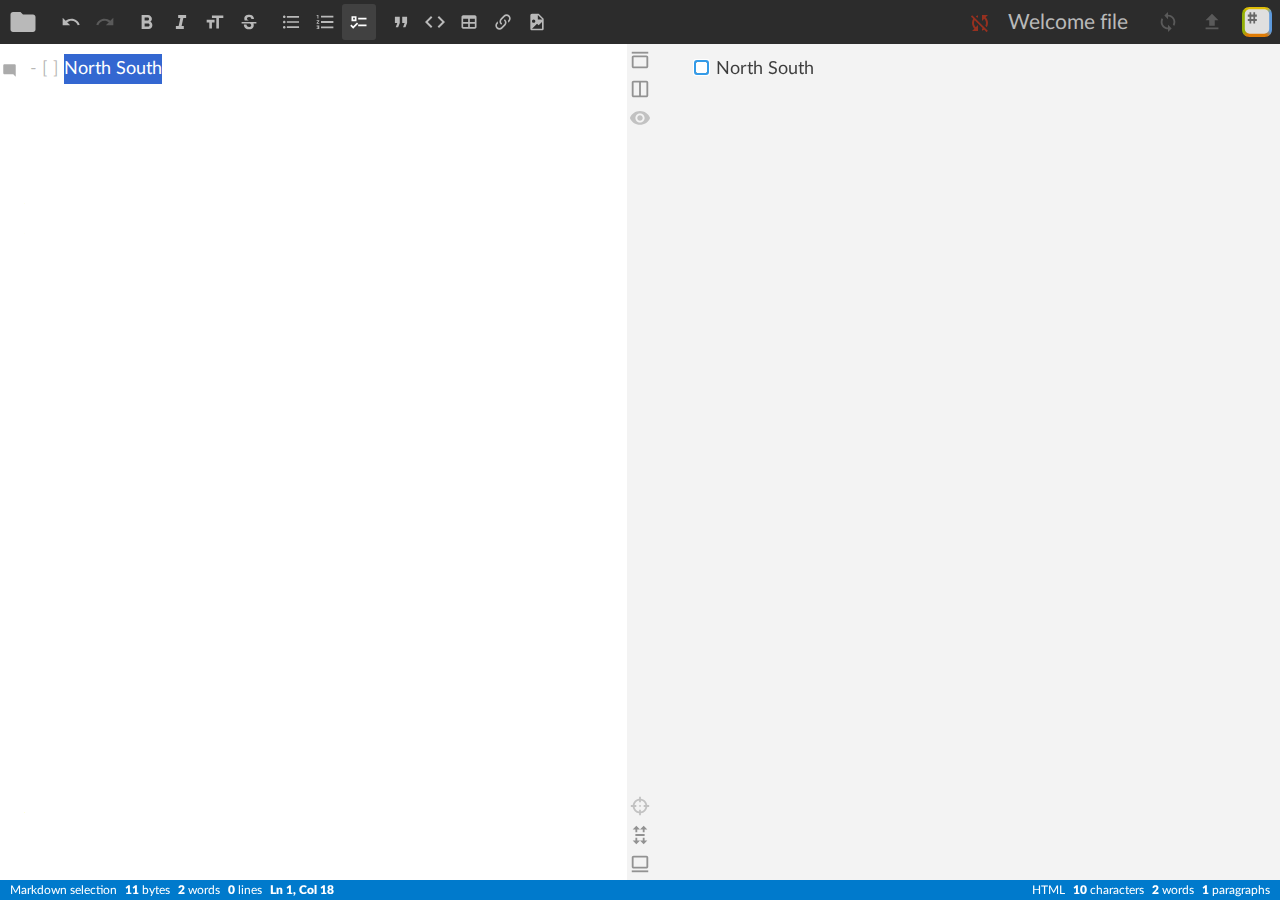 Welcome file
- [ ] North South
North South
Markdown selection 11 bytes 2 words 0 lines Ln 1, Col 18
HTML 10 characters 2 words 1 paragraphs